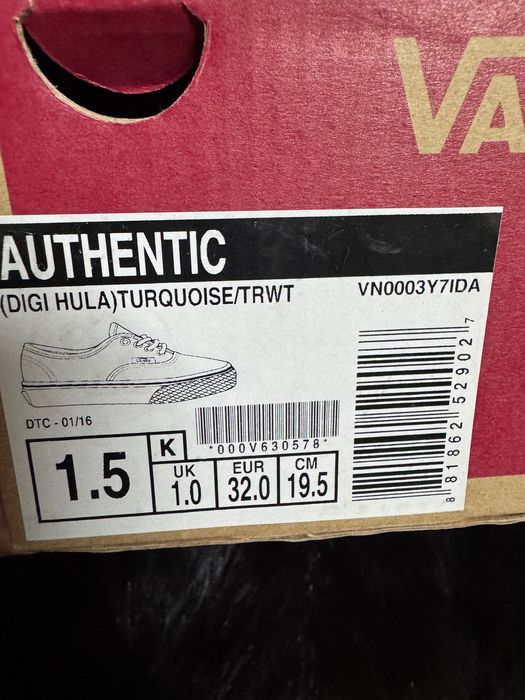 VA
AUTHENTIC
(DIGI HULA)TURQUOISE/TRWT
VN0003Y7IDA
VANS
DTC - 01/16
*000V630578*
1.5
K
UK
1.0
EUR
32.0
CM
19.5
8 81862 52902 7